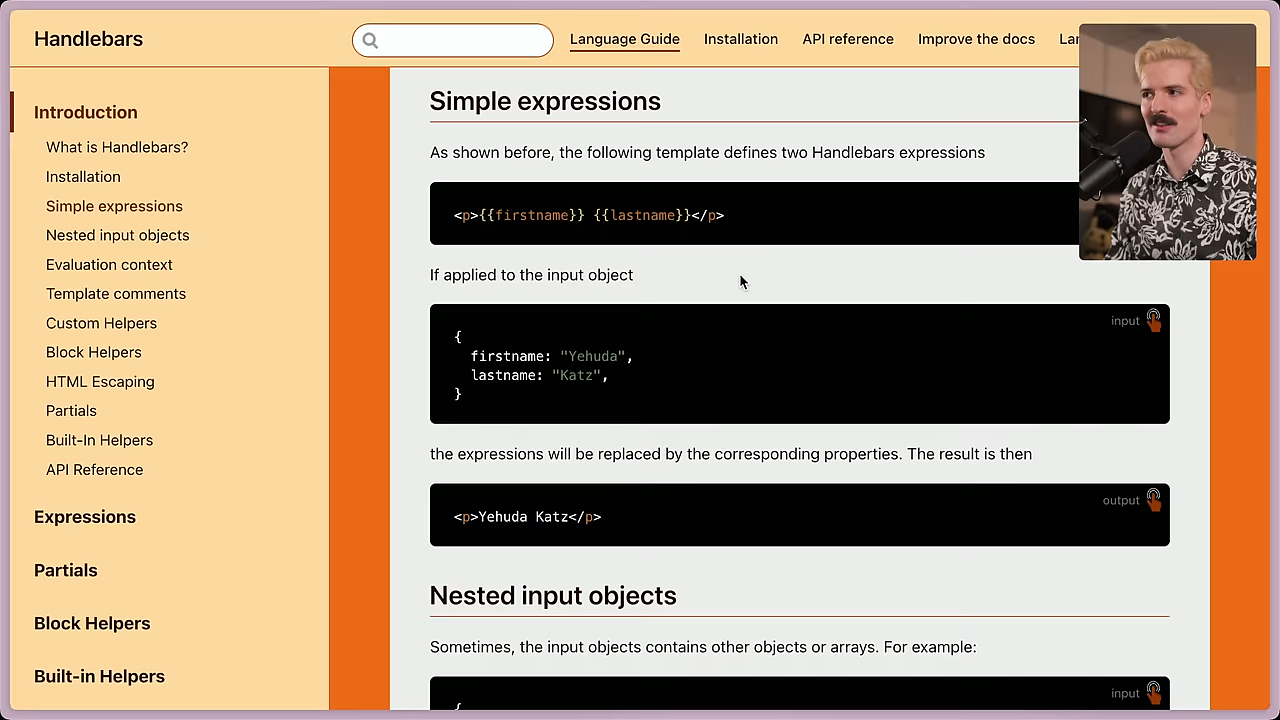 Handlebars
Language Guide
Installation
API reference
Improve the docs
Lan
Introduction
What is Handlebars?
Installation
Simple expressions
Nested input objects
Evaluation context
Template comments
Custom Helpers
Block Helpers
HTML Escaping
Partials
Built-In Helpers
API Reference
Expressions
Partials
Block Helpers
Built-in Helpers
Simple expressions
As shown before, the following template defines two Handlebars expressions
<p>{{firstname}} {{lastname}}</p>
If applied to the input object
input
{
firstname: "Yehuda",
lastname: "Katz",
}
the expressions will be replaced by the corresponding properties. The result is then
output
<p>Yehuda Katz</p>
Nested input objects
Sometimes, the input objects contains other objects or arrays. For example:
input
{